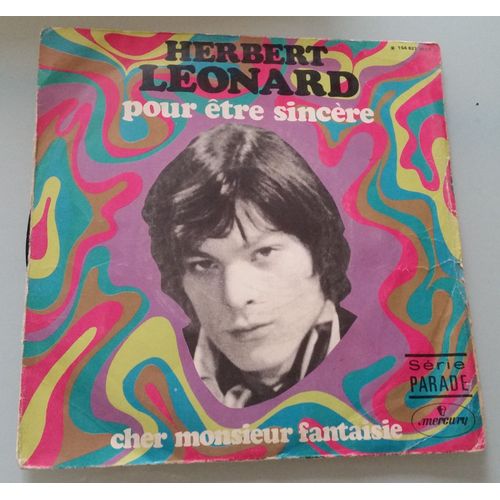 HERBERT
LEONARD
pour être sincère
Série
PARADE
mercury
cher monsieur fantaisie